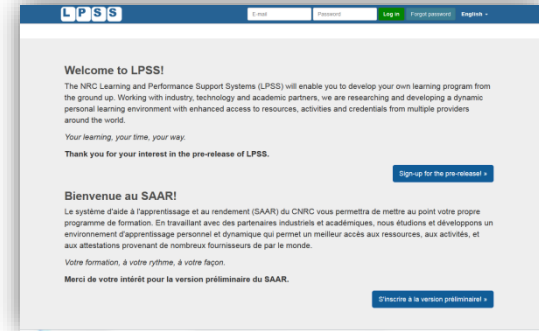 LPSS E-mail Password Log in Forgot password English
Welcome to LPSS!
The NRC Learning and Performance Support Systems (LPSS) will enable you to develop your own learning program from
the ground up. Working with industry, technology and academic partners, we are researching and developing a dynamic
personal learning environment with enhanced access to resources, activities and credentials from multiple providers
around the world.
Your learning, your time, your way.
Thank you for your interest in the pre-release of LPSS.
Sign-up for the pre-release! »
Bienvenue au SAAR!
Le système d'aide à l'apprentissage et au rendement (SAAR) du CNRC vous permettra de mettre au point votre propre
programme de formation. En travaillant avec des partenaires industriels et académiques, nous étudions et développons un
environnement d'apprentissage personnel et dynamique qui permet un meilleur accès aux ressources, aux activités, et
aux attestations provenant de nombreux fournisseurs de par le monde.
Votre formation, à votre rythme, à votre façon.
Merci de votre intérêt pour la version préliminaire du SAAR.
S'inscrire à la version préliminaire! »